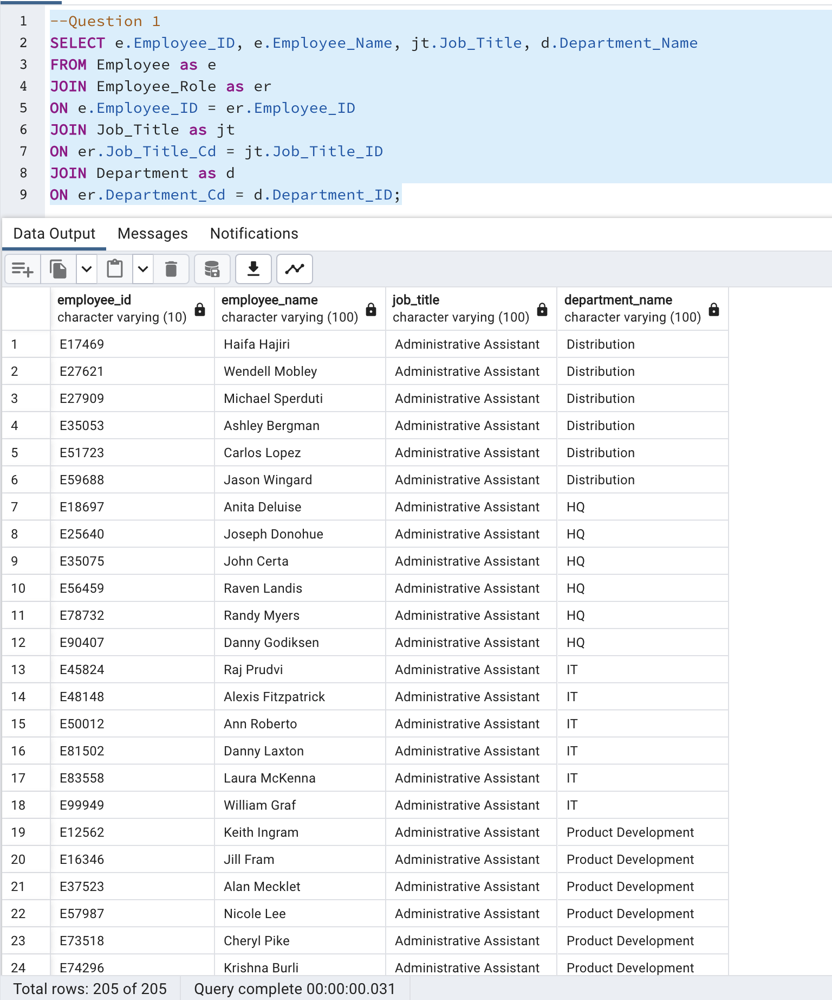 1 --Question 1
2 SELECT e.Employee_ID, e.Employee_Name, jt.Job_Title, d.Department_Name
3 FROM Employee as e
4 JOIN Employee_Role as er
5 ON e.Employee_ID = er.Employee_ID
6 JOIN Job_Title as jt
7 ON er.Job_Title_Cd = jt.Job_Title_ID
8 JOIN Department as d
9 ON er.Department_Cd = d.Department_ID;
Data Output Messages Notifications
employee_id employee_name job_title department_name
character varying (10) character varying (100) character varying (100) character varying (100)
1 E17469 Haifa Hajiri Administrative Assistant Distribution
2 E27621 Wendell Mobley Administrative Assistant Distribution
3 E27909 Michael Sperduti Administrative Assistant Distribution
4 E35053 Ashley Bergman Administrative Assistant Distribution
5 E51723 Carlos Lopez Administrative Assistant Distribution
6 E59688 Jason Wingard Administrative Assistant Distribution
7 E18697 Anita Deluise Administrative Assistant HQ
8 E25640 Joseph Donohue Administrative Assistant HQ
9 E35075 John Certa Administrative Assistant HQ
10 E56459 Raven Landis Administrative Assistant HQ
11 E78732 Randy Myers Administrative Assistant HQ
12 E90407 Danny Godiksen Administrative Assistant HQ
13 E45824 Raj Prudvi Administrative Assistant IT
14 E48148 Alexis Fitzpatrick Administrative Assistant IT
15 E50012 Ann Roberto Administrative Assistant IT
16 E81502 Danny Laxton Administrative Assistant IT
17 E83558 Laura McKenna Administrative Assistant IT
18 E99949 William Graf Administrative Assistant IT
19 E12562 Keith Ingram Administrative Assistant Product Development
20 E16346 Jill Fram Administrative Assistant Product Development
21 E37523 Alan Mecklet Administrative Assistant Product Development
22 E57987 Nicole Lee Administrative Assistant Product Development
23 E73518 Cheryl Pike Administrative Assistant Product Development
24 E74296 Krishna Burli Administrative Assistant Product Development
Total rows: 205 of 205 Query complete 00:00:00.031